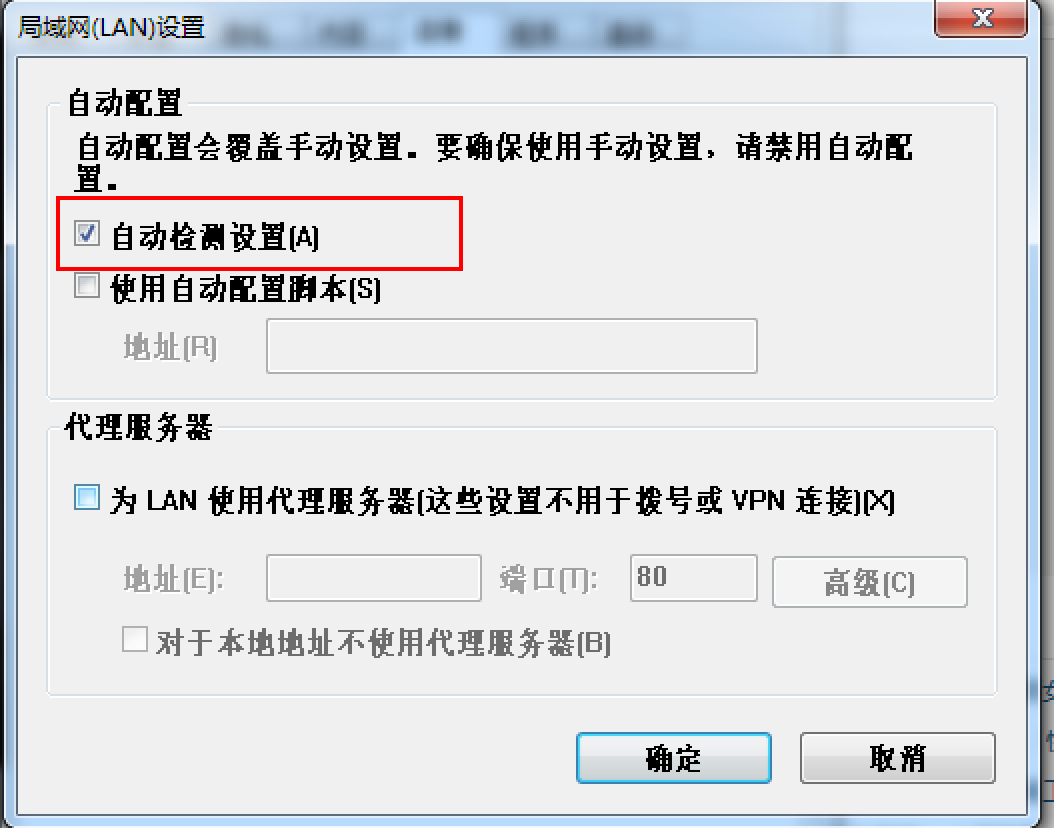 局域网(LAN)设置
自动配置
自动配置会覆盖手动设置。要确保使用手动设置，请禁用自动配
置。
自动检测设置(A)
使用自动配置脚本(S)
地址(R)
代理服务器
为 LAN 使用代理服务器(这些设置不用于拨号或 VPN 连接)(X)
地址(E): 端口(T): 80 高级(C)
对于本地地址不使用代理服务器(B)
确定 取消